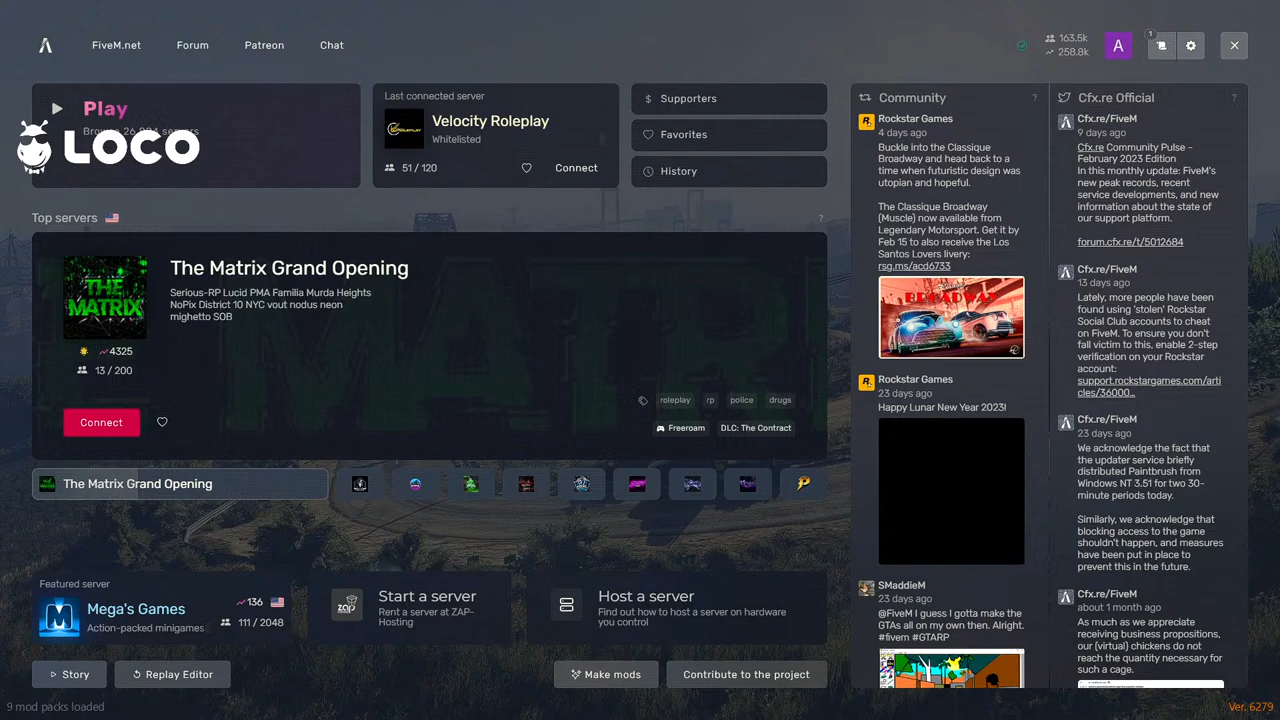 FiveM.net
Forum
Patreon
Chat
163.5k
258.8k
A
1
Play
LOCO
Last connected server
Velocity Roleplay
Whitelisted
51 / 120
Connect
$ Supporters
Favorites
History
Top servers
?
THE MATRIX
The Matrix Grand Opening
Serious-RP Lucid PMA Familia Murda Heights
NoPix District 10 NYC vout nodus neon
mighetto SOB
4325
13 / 200
Connect
roleplay rp police drugs
Freeroam DLC: The Contract
The Matrix Grand Opening
Featured server
Mega's Games
Action-packed minigames
136
111 / 2048
ZAP
Start a server
Rent a server at ZAP-
Hosting
Host a server
Find out how to host a server on hardware
you control
Story
Replay Editor
Make mods
Contribute to the project
9 mod packs loaded
Community ?
Rockstar Games
4 days ago
Buckle into the Classique
Broadway and head back to a
time when futuristic design was
utopian and hopeful.
The Classique Broadway
(Muscle) now available from
Legendary Motorsport. Get it by
Feb 15 to also receive the Los
Santos Lovers livery:
rsg.ms/acd6733
BROADWAY
Rockstar Games
23 days ago
Happy Lunar New Year 2023!
SMaddieM
23 days ago
@FiveM I guess I gotta make the
GTAs all on my own then. Alright.
#fivem #GTARP
Cfx.re Official ?
Cfx.re/FiveM
9 days ago
Cfx.re Community Pulse -
February 2023 Edition
In this monthly update: FiveM's
new peak records, recent
service developments, and new
information about the state of
our support platform.
forum.cfx.re/t/5012684
Cfx.re/FiveM
13 days ago
Lately, more people have been
found using 'stolen' Rockstar
Social Club accounts to cheat
on FiveM. To ensure you don't
fall victim to this, enable 2-step
verification on your Rockstar
account:
support.rockstargames.com/arti
cles/36000…
Cfx.re/FiveM
23 days ago
We acknowledge the fact that
the updater service briefly
distributed Paintbrush from
Windows NT 3.51 for two 30-
minute periods today.
Similarly, we acknowledge that
blocking access to the game
shouldn't happen, and measures
have been put in place to
prevent this in the future.
Cfx.re/FiveM
about 1 month ago
As much as we appreciate
receiving business propositions,
our (virtual) chickens do not
reach the quantity necessary for
such a cage.
Ver. 6279